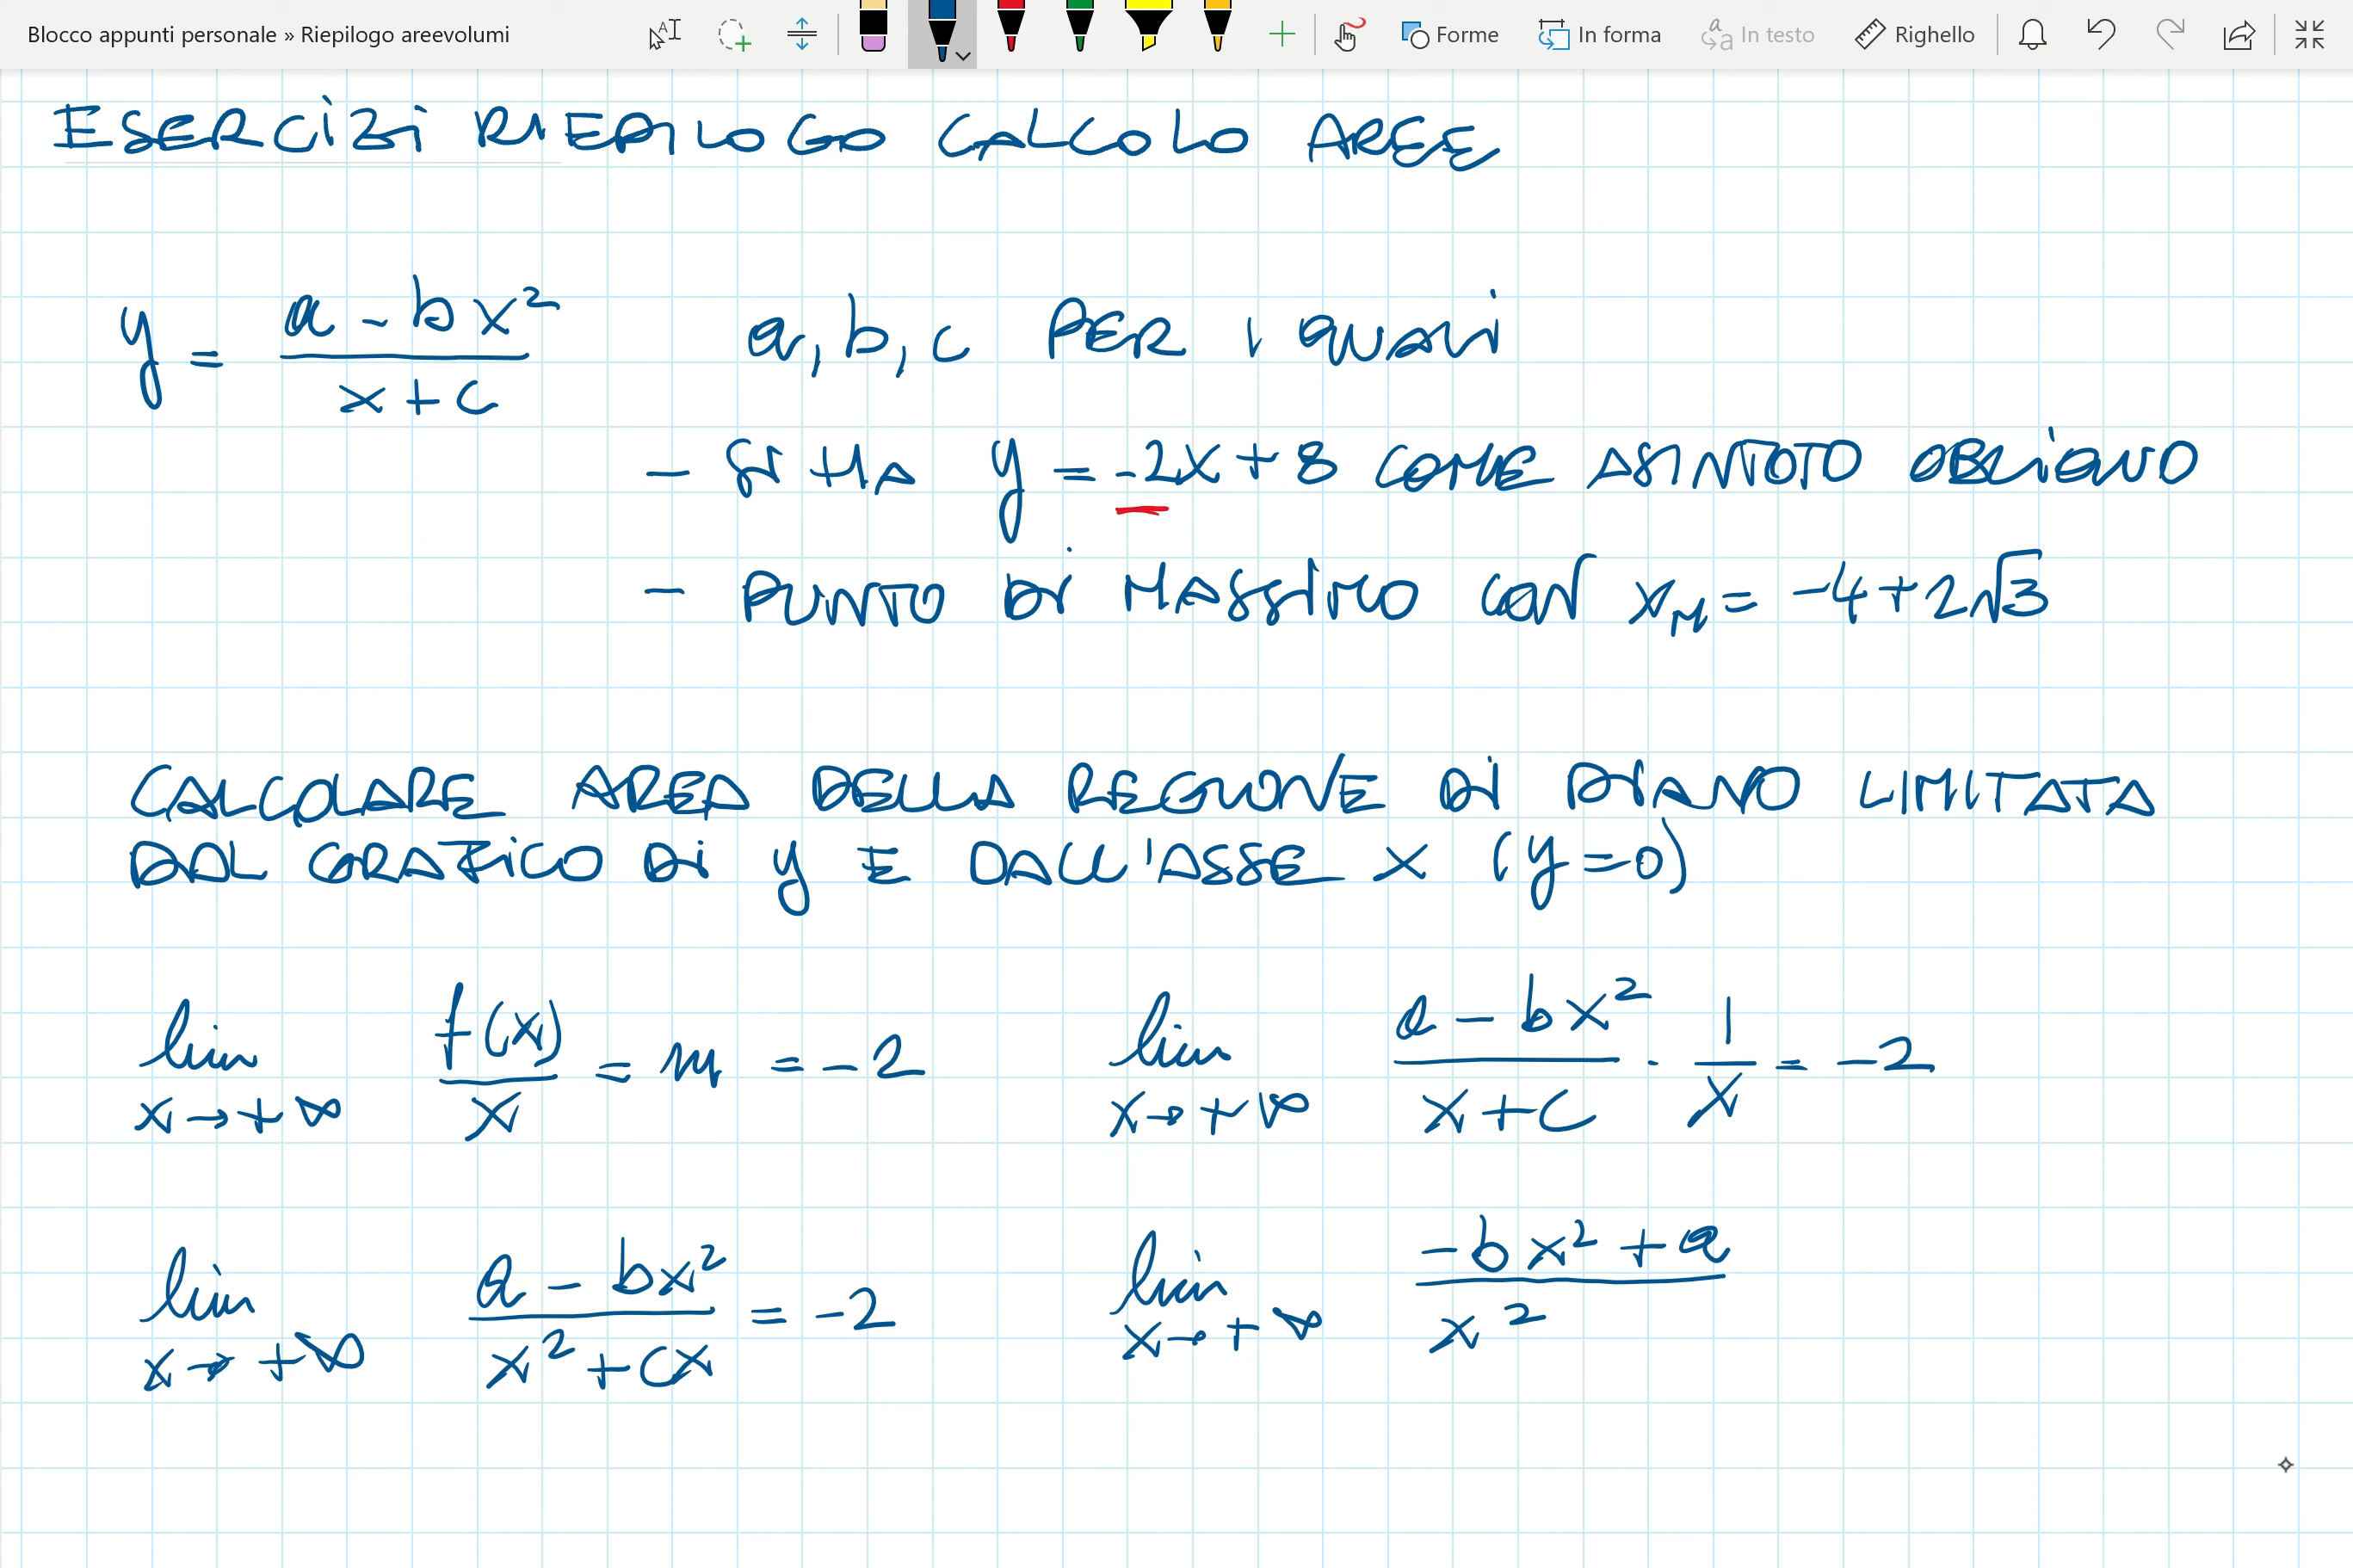 Blocco appunti personale » Riepilogo areevolumi Forme In forma In testo Righello
ESERCIZI RIEPILOGO CALCOLO AREE
y = (a - bx²)/(x + c) a, b, c PER i quali
- SI HA y = -2x + 8 COME ASINTOTO OBLIQUO
- PUNTO DI MASSIMO CON x_M = -4 + 2√3
CALCOLARE AREA DELLA REGIONE DI PIANO LIMITATA
DAL GRAFICO DI y E DALL'ASSE x (y = 0)
lim x→+∞ f(x)/x = m = -2 lim x→+∞ (a - bx²)/(x + c) · 1/x = -2
lim x→+∞ (a - bx²)/(x² + cx) = -2 lim x→+∞ (-bx² + a)/x²